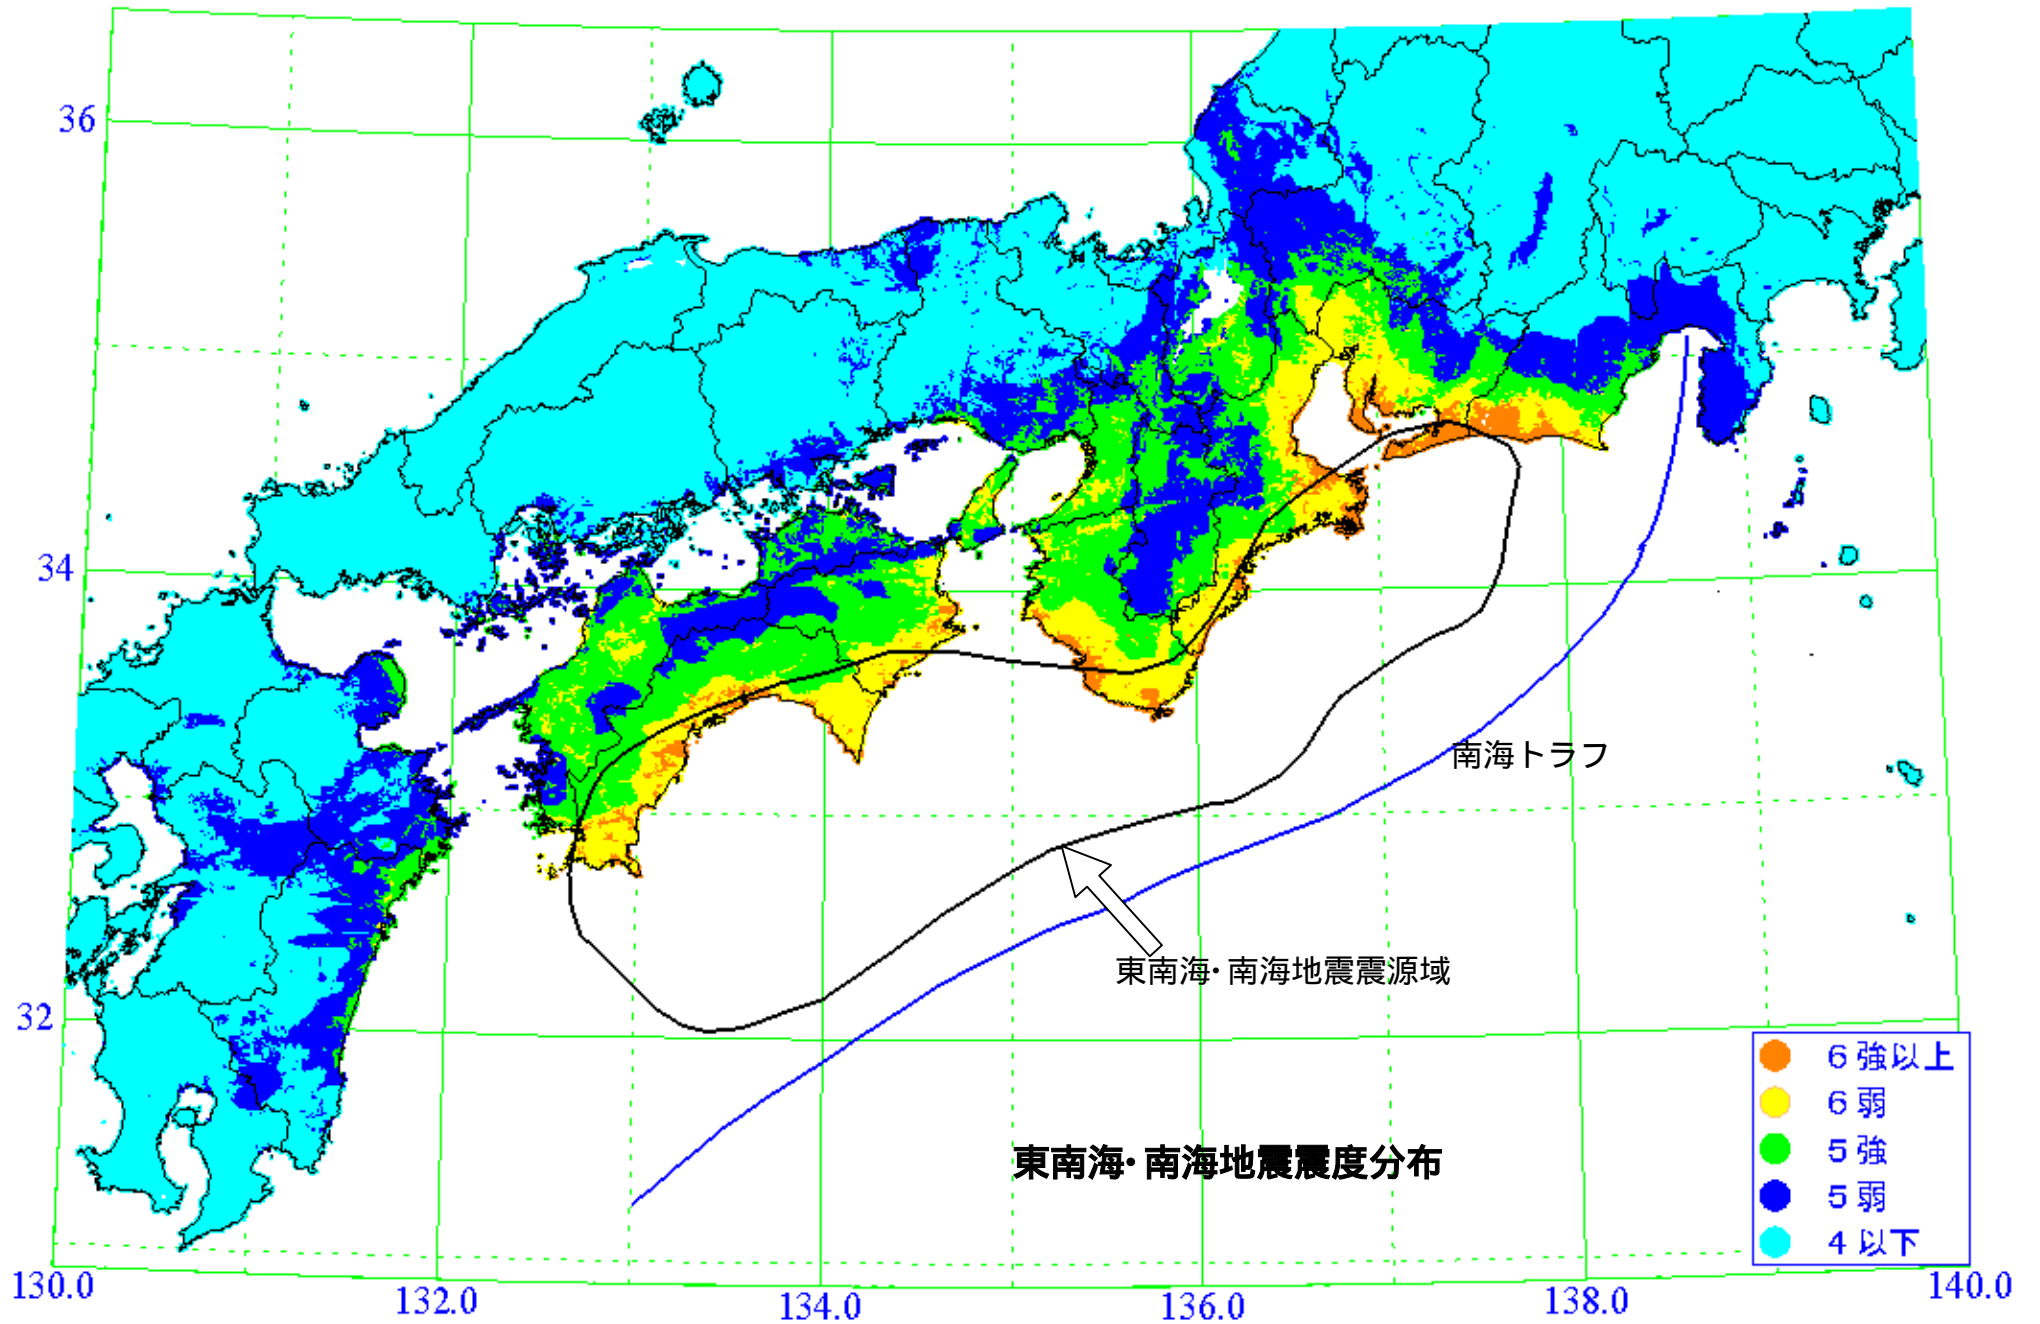 36
34
32
南海トラフ
東南海・南海地震震源域
東南海・南海地震震度分布
6強以上
6弱
5強
5弱
4以下
130.0
132.0
134.0
136.0
138.0
140.0